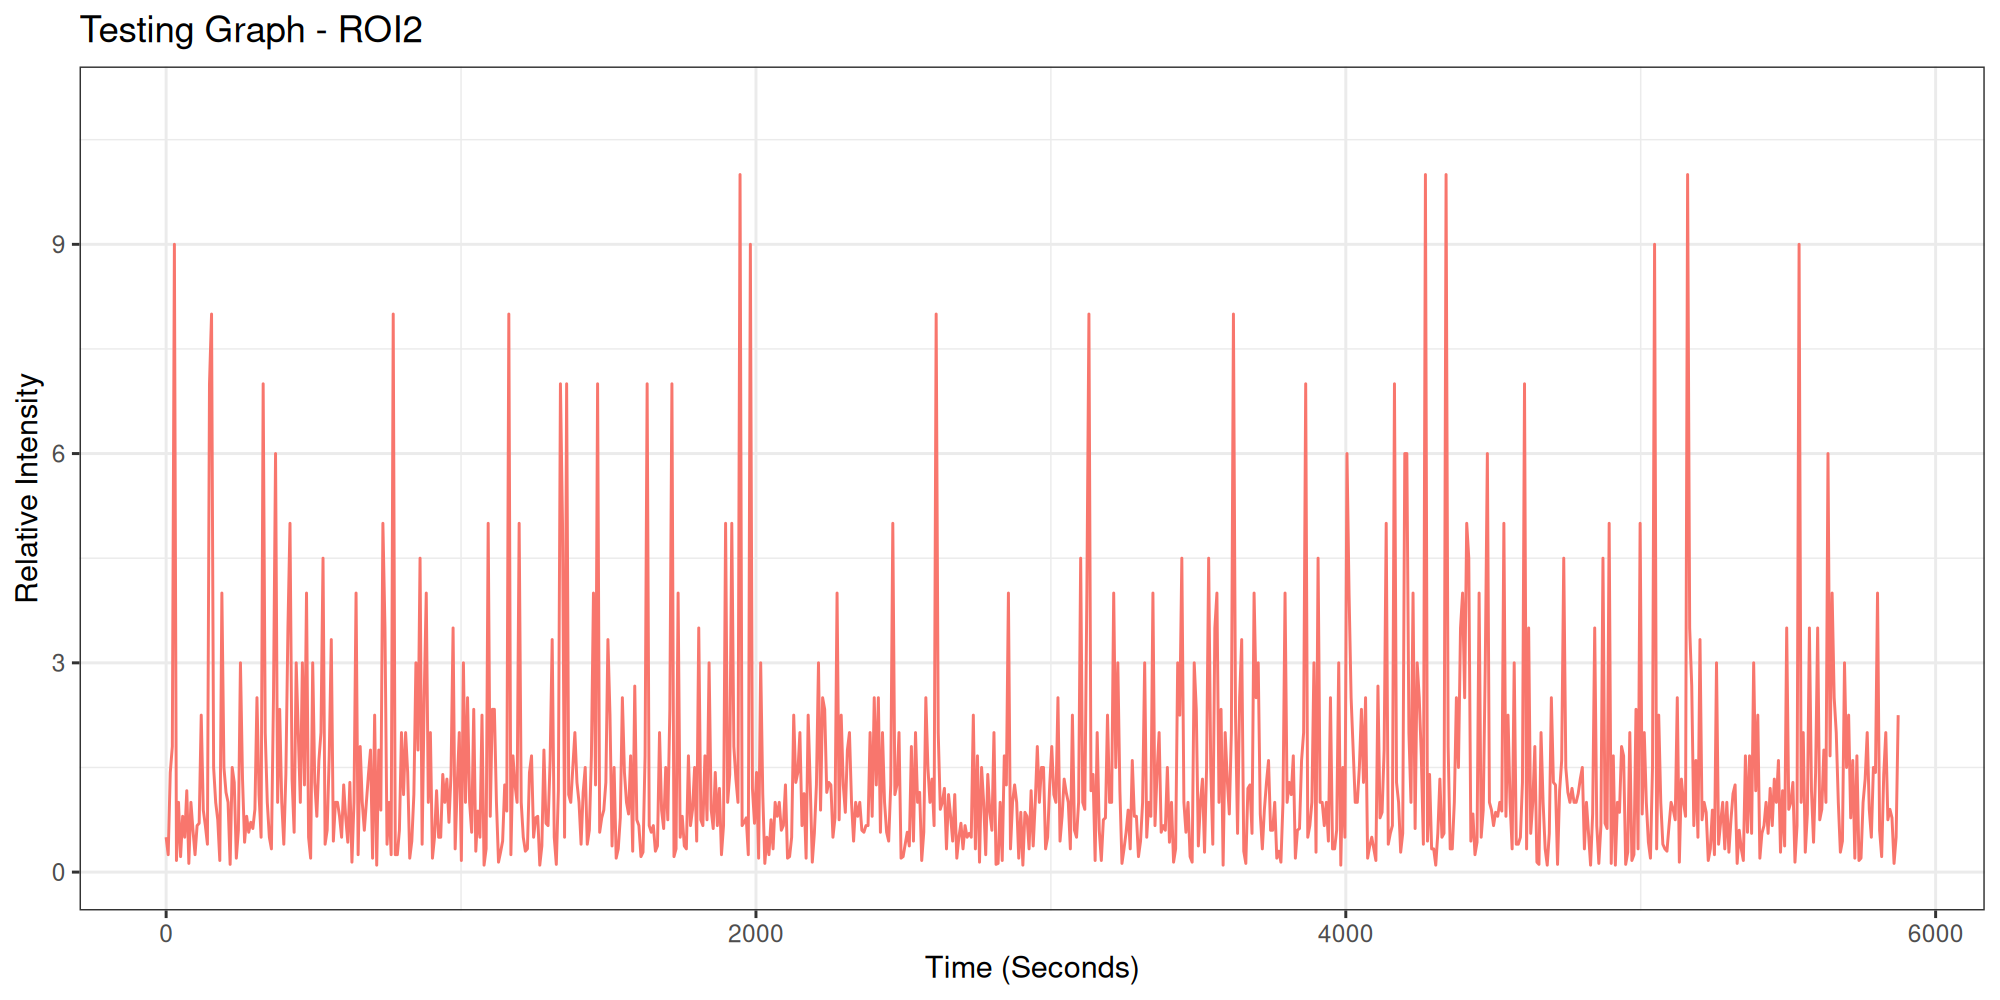 Testing Graph - ROI2
Relative Intensity
9
6
3
0
0
2000
4000
6000
Time (Seconds)